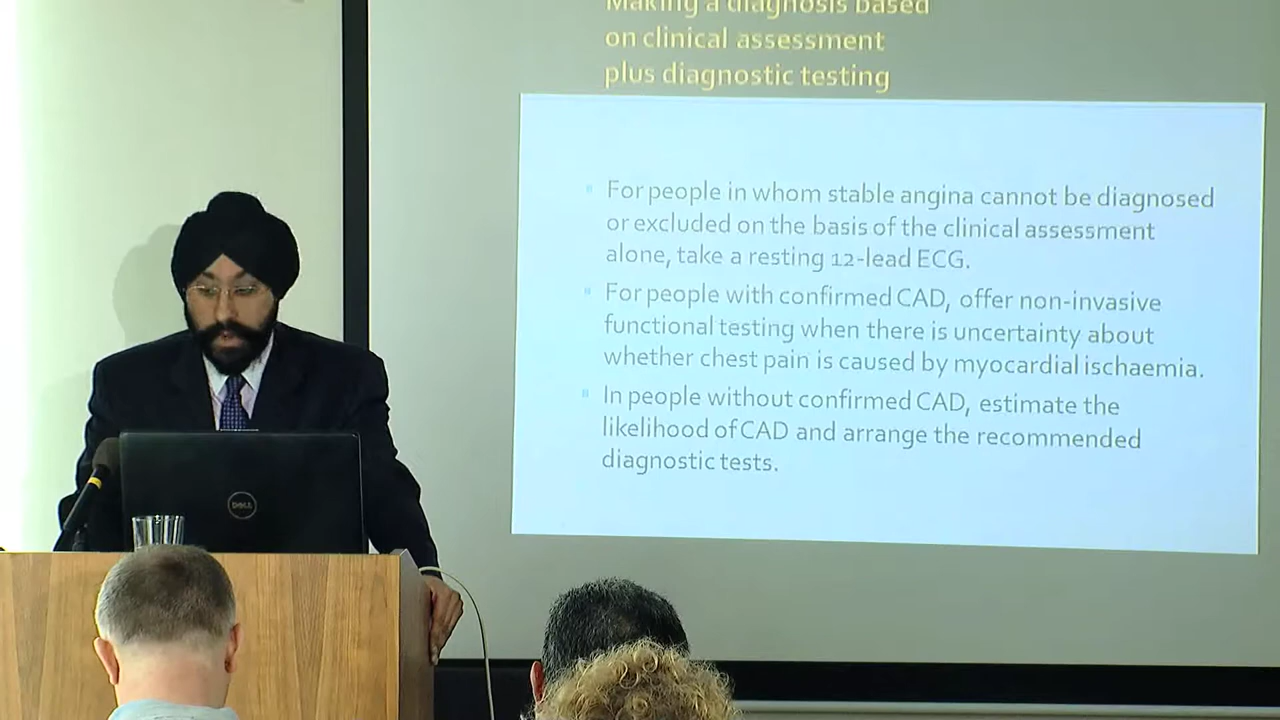 Making a diagnosis based
on clinical assessment
plus diagnostic testing
For people in whom stable angina cannot be diagnosed
or excluded on the basis of the clinical assessment
alone, take a resting 12-lead ECG.
For people with confirmed CAD, offer non-invasive
functional testing when there is uncertainty about
whether chest pain is caused by myocardial ischaemia.
In people without confirmed CAD, estimate the
likelihood of CAD and arrange the recommended
diagnostic tests.
DELL